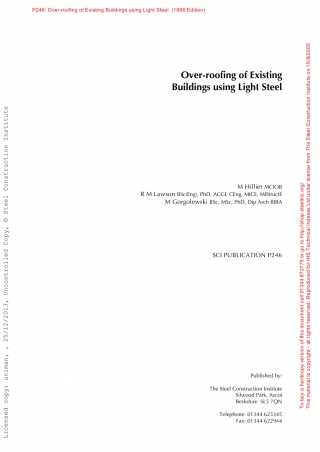 P246: Over-roofing of Existing Buildings using Light Steel (1998 Edition)
Over-roofing of Existing
Buildings using Light Steel
M Hillier MCIOB
R M Lawson BSc(Eng), PhD, ACGI, CEng, MICE, MIStructE
M Gorgolewski BSc, MSc, PhD, Dip Arch RIBA
SCI PUBLICATION P246
Published by:
The Steel Construction Institute
Silwood Park, Ascot
Berkshire SL5 7QN
Telephone: 01344 623345
Fax: 01344 622944
Licensed copy: uniman, , 25/12/2013, Uncontrolled Copy, © Steel Construction Institute
To buy a hardcopy version of this document call 01344 872775 or go to http://shop.steelbiz.org/
This material is copyright - all rights reserved. Reproduced for IHS Technical Indexes Ltd under licence from The Steel Construction Institute on 15/8/2005